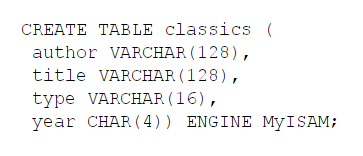 CREATE TABLE classics (
author VARCHAR(128),
title VARCHAR(128),
type VARCHAR(16),
year CHAR(4)) ENGINE MyISAM;